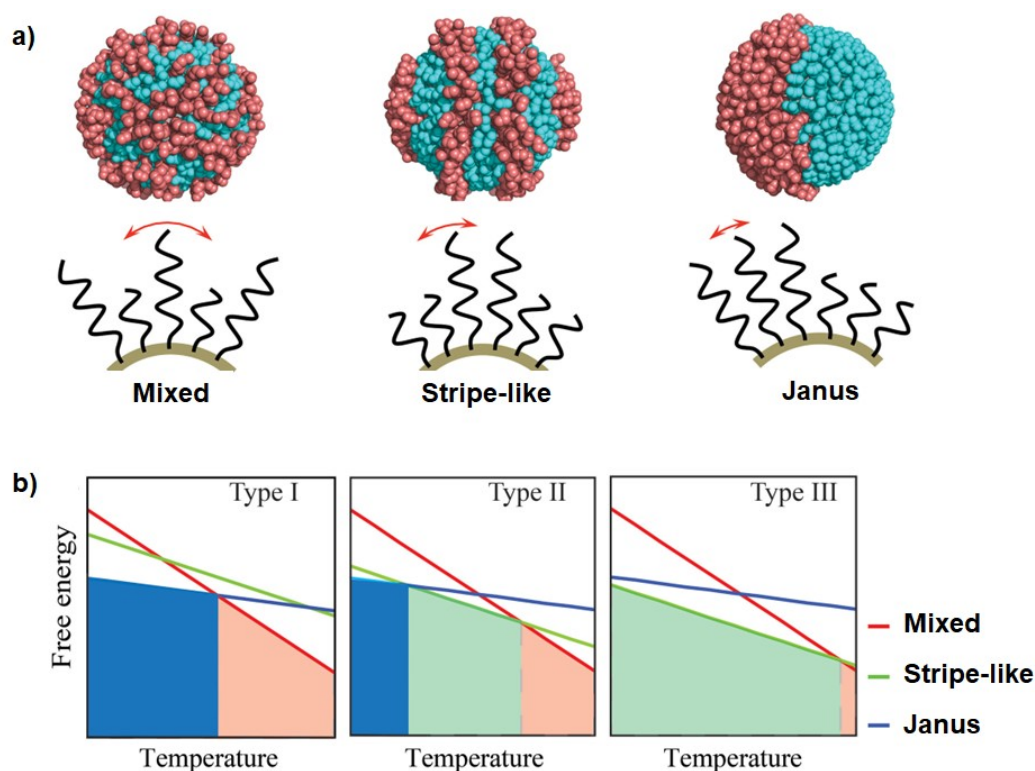 a)
Mixed
Stripe-like
Janus
b)
Type I
Type II
Type III
Free energy
Mixed
Stripe-like
Janus
Temperature
Temperature
Temperature